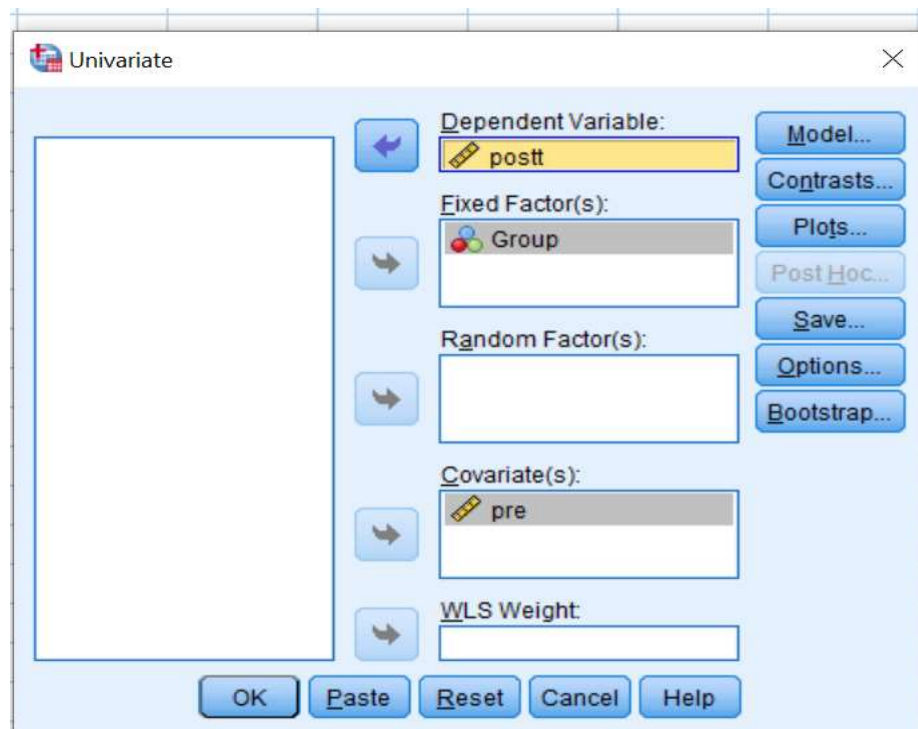 Univariate
Dependent Variable:
postt
Fixed Factor(s):
Group
Random Factor(s):
Covariate(s):
pre
WLS Weight:
Model...
Contrasts...
Plots...
Post Hoc...
Save...
Options...
Bootstrap...
OK Paste Reset Cancel Help